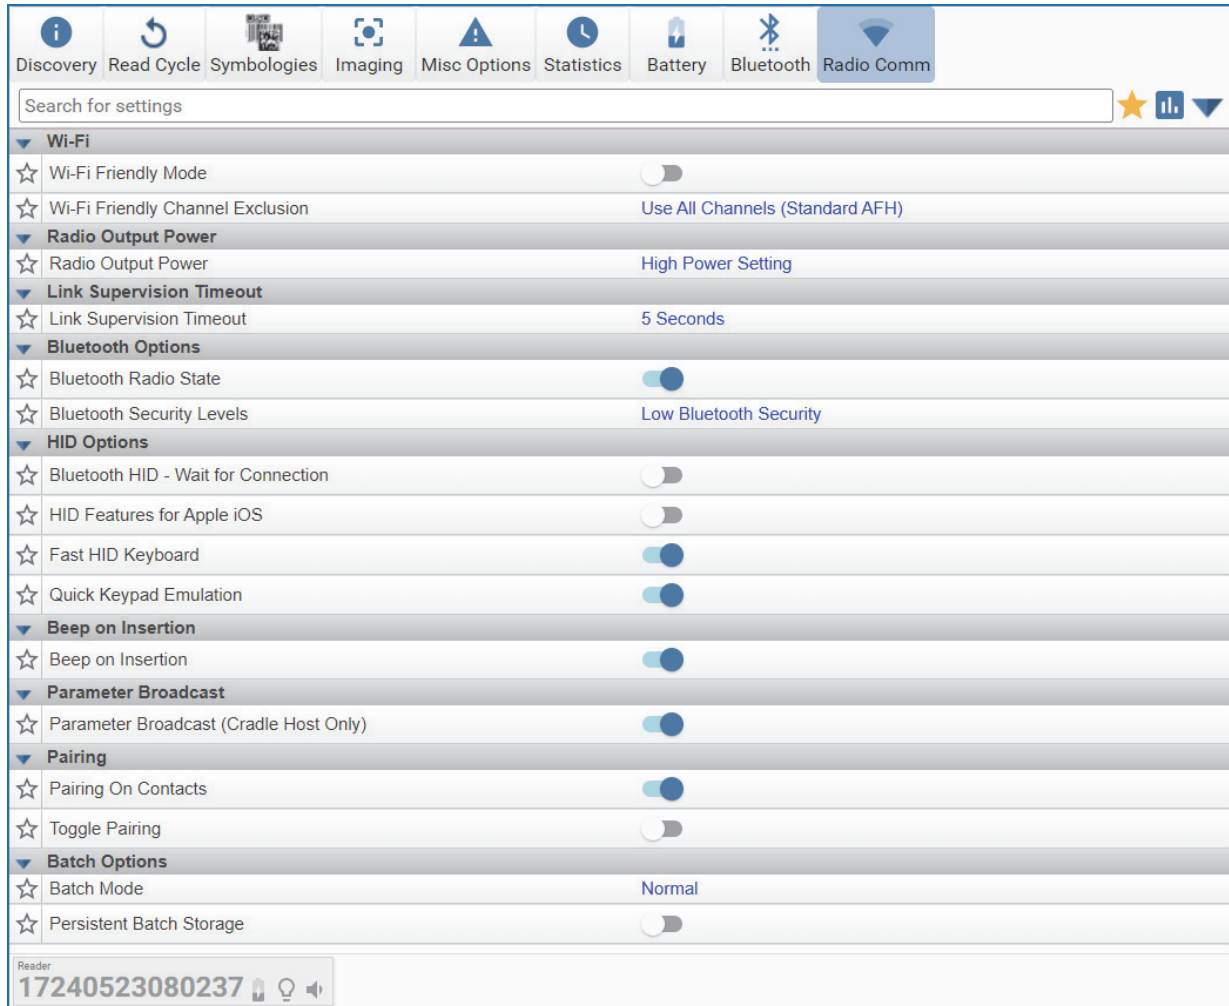 Discovery Read Cycle Symbologies Imaging Misc Options Statistics Battery Bluetooth Radio Comm
Search for settings
Wi-Fi
Wi-Fi Friendly Mode
Wi-Fi Friendly Channel Exclusion Use All Channels (Standard AFH)
Radio Output Power
Radio Output Power High Power Setting
Link Supervision Timeout
Link Supervision Timeout 5 Seconds
Bluetooth Options
Bluetooth Radio State
Bluetooth Security Levels Low Bluetooth Security
HID Options
Bluetooth HID - Wait for Connection
HID Features for Apple iOS
Fast HID Keyboard
Quick Keypad Emulation
Beep on Insertion
Beep on Insertion
Parameter Broadcast
Parameter Broadcast (Cradle Host Only)
Pairing
Pairing On Contacts
Toggle Pairing
Batch Options
Batch Mode Normal
Persistent Batch Storage
Reader
17240523080237